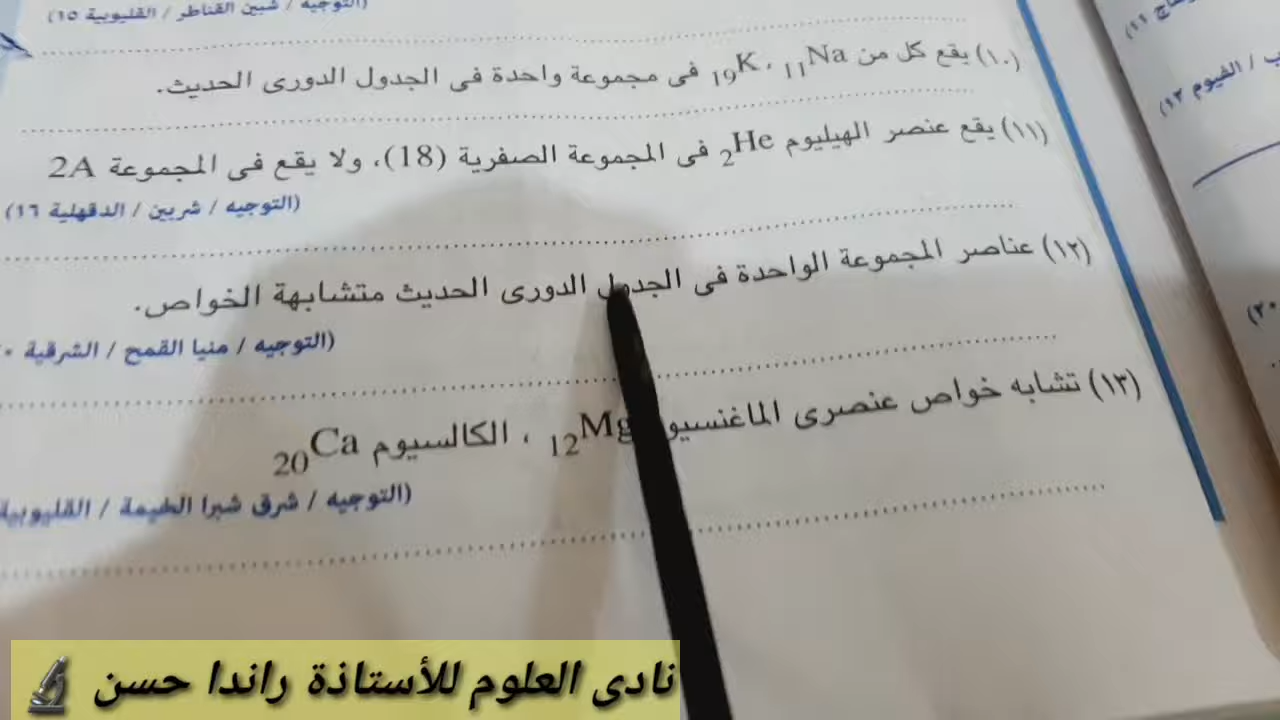 (التوجيه / شبين القناطر / القليوبية ١٥)
(١٠) يقع كل من 11Na ، 19K فى مجموعة واحدة فى الجدول الدورى الحديث.
(١١) يقع عنصر الهيليوم 2He فى المجموعة الصفرية (18)، ولا يقع فى المجموعة 2A
(التوجيه / شربين / الدقهلية ١٦)
(١٢) عناصر المجموعة الواحدة فى الجدول الدورى الحديث متشابهة الخواص.
(التوجيه / منيا القمح / الشرقية
(١٣) تشابه خواص عنصرى الماغنسيو 12Mg ، الكالسيوم 20Ca
(التوجيه / شرق شبرا الخيمة / القليوبية
الفيوم ١٣)
نادى العلوم للأستاذة راندا حسن